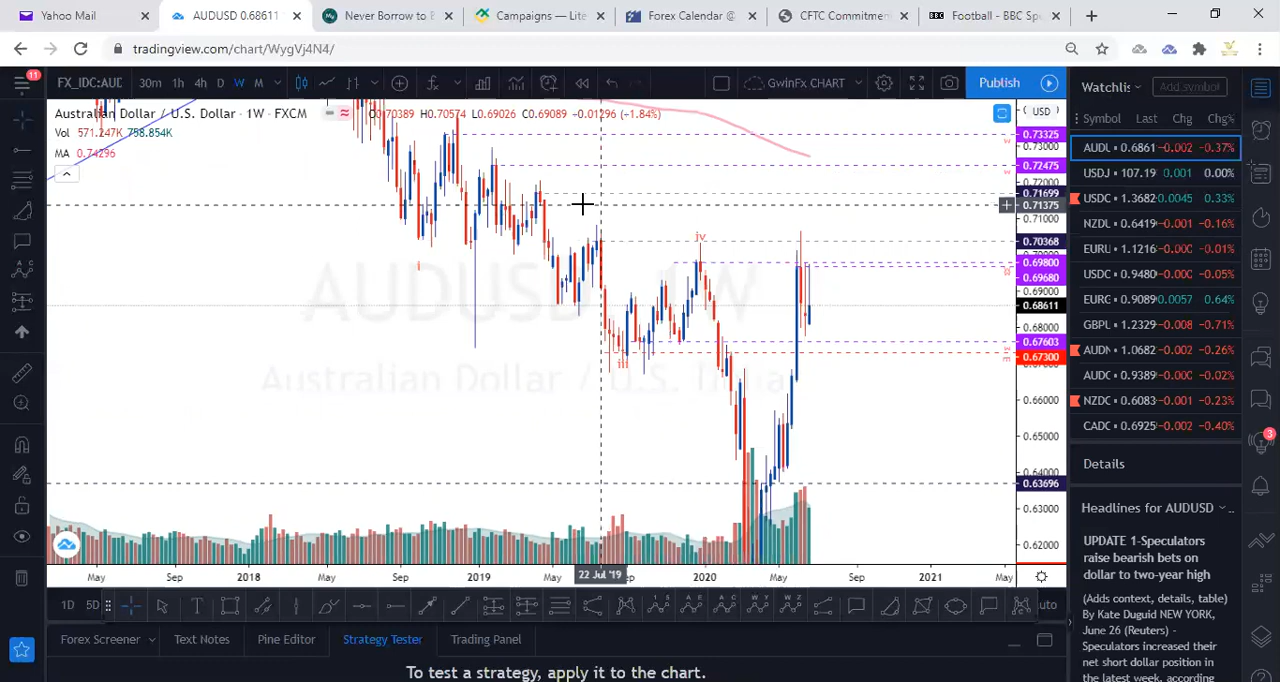 Yahoo Mail
AUDUSD 0.68611
Never Borrow to B
Campaigns — Lite
Forex Calendar @
CFTC Commitmen
BBC Football - BBC Sp
tradingview.com/chart/WygVj4N4/
11
FX_IDC:AUD
30m 1h 4h D W M
GwinFX CHART
Publish
Watchlis
Add symbol
Australian Dollar / U.S. Dollar · 1W · FXCM
O0.70389 H0.70574 L0.69026 C0.69089 −0.01296 (−1.84%)
Vol 571.247K 758.854K
MA 0.74296
USD
0.73325
0.73000
0.72475
0.72000
0.71699
0.71375
0.71000
0.70368
0.69800
0.69680
0.69000
0.68611
0.68000
0.67603
0.67300
0.66000
0.65000
0.64000
0.63696
0.63000
0.62000
i
iii
iv
AUDUSD, 1W
Australian Dollar / U.S. Dolla
May Sep 2018 May Sep 2019 May 22 Jul '19 2020 May Sep 2021 May
Symbol Last Chg Chg%
AUDU 0.6861 −0.002 −0.37%
USDJ 107.19 0.001 0.00%
USDC 1.3682 0.0045 0.33%
NZDL 0.6419 −0.001 −0.16%
EURU 1.1216 −0.000 −0.01%
USDC 0.9480 −0.000 −0.05%
EURC 0.9089 0.0057 0.64%
GBPL 1.2329 −0.008 −0.71%
AUDN 1.0682 −0.002 −0.26%
AUDC 0.9389 −0.000 −0.02%
NZDC 0.6083 −0.001 −0.23%
CADC 0.6925 −0.002 −0.40%
3
Details
Headlines for AUDUSD
UPDATE 1-Speculators
raise bearish bets on
dollar to two-year high
(Adds context, details, table)
By Kate Duguid NEW YORK,
June 26 (Reuters) -
Speculators increased their
net short dollar position in
the latest week, according
1D 5D
auto
Forex Screener
Text Notes
Pine Editor
Strategy Tester
Trading Panel
To test a strategy, apply it to the chart.